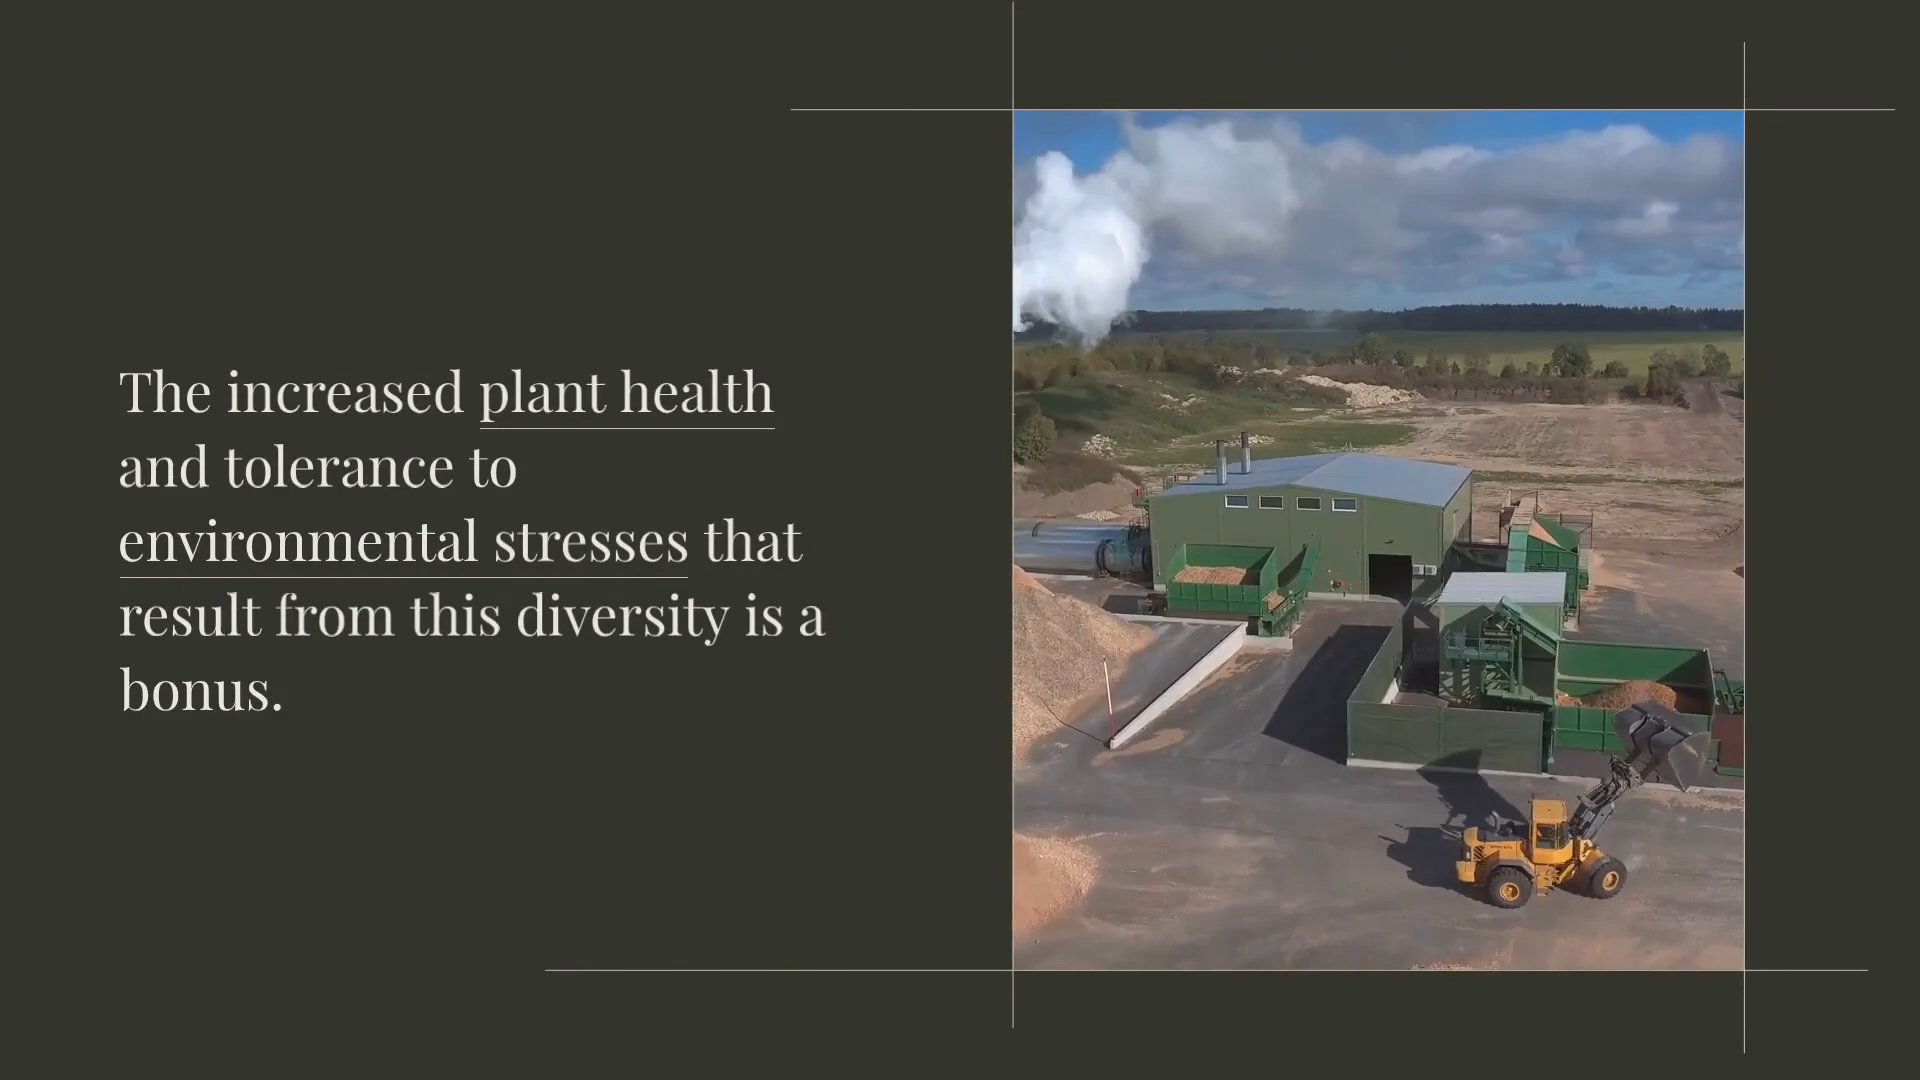 The increased plant health
and tolerance to
environmental stresses that
result from this diversity is a
bonus.